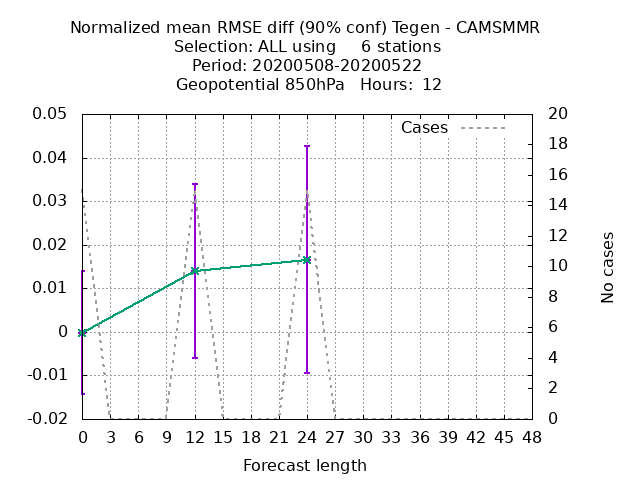 Normalized mean RMSE diff (90% conf) Tegen - CAMSMMR
Selection: ALL using 6 stations
Period: 20200508-20200522
Geopotential 850hPa Hours: 12
Cases
0.05
0.04
0.03
0.02
0.01
0
-0.01
-0.02
20
18
16
14
12
10
8
6
4
2
0
No cases
0 3 6 9 12 15 18 21 24 27 30 33 36 39 42 45 48
Forecast length